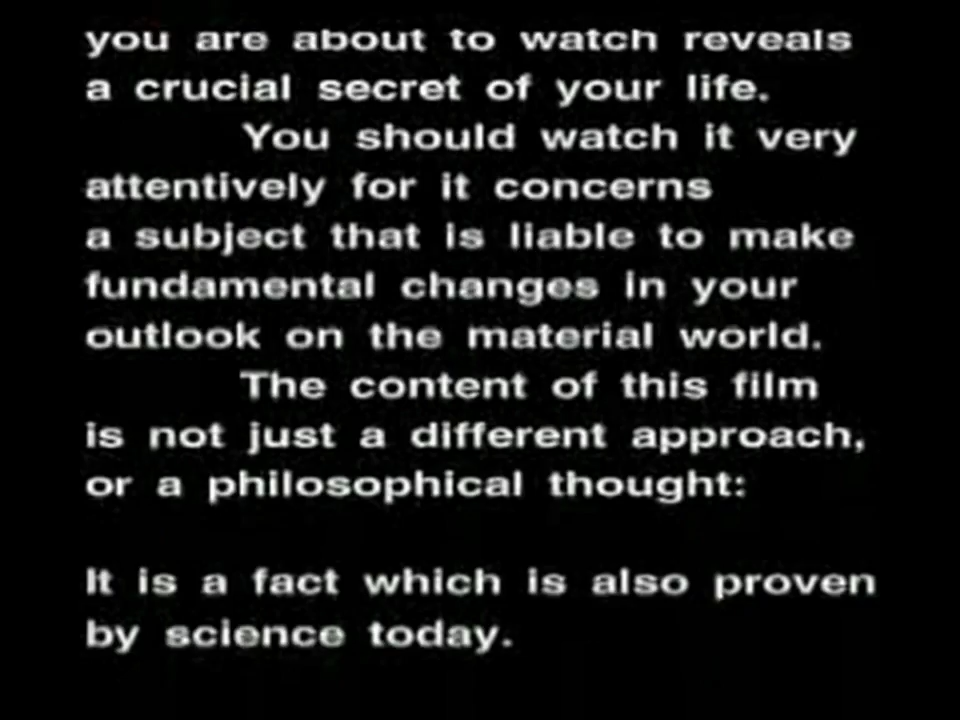 you are about to watch reveals
a crucial secret of your life.
You should watch it very
attentively for it concerns
a subject that is liable to make
fundamental changes in your
outlook on the material world.
The content of this film
is not just a different approach,
or a philosophical thought:
It is a fact which is also proven
by science today.